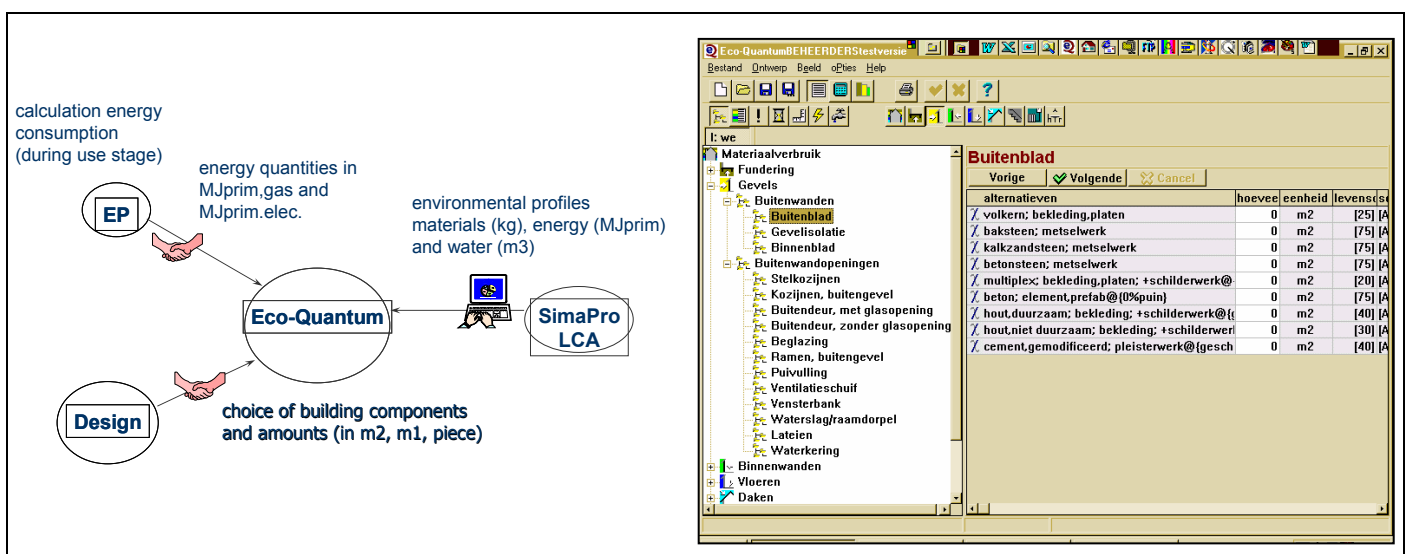 calculation energy
consumption
(during use stage)
energy quantities in
MJprim,gas and
MJprim.elec.
EP
environmental profiles
materials (kg), energy (MJprim)
and water (m3)
Eco-Quantum
SimaPro
LCA
Design
choice of building components
and amounts (in m2, m1, piece)
Eco-QuantumBEHEERDERStestversie
Bestand Ontwerp Beeld oPties Help
I: we
Materiaalverbruik
Fundering
Gevels
Buitenwanden
Buitenblad
Gevelisolatie
Binnenblad
Buitenwandopeningen
Stelkozijnen
Kozijnen, buitengevel
Buitendeur, met glasopening
Buitendeur, zonder glasopening
Beglazing
Ramen, buitengevel
Puivulling
Ventilatieschuif
Vensterbank
Waterslag/raamdorpel
Lateien
Waterkering
Binnenwanden
Vloeren
Daken
Buitenblad
Vorige Volgende Cancel
alternatieven hoevee eenheid levensd
volkern; bekleding,platen 0 m2 [25] [A
baksteen; metselwerk 0 m2 [75] [A
kalkzandsteen; metselwerk 0 m2 [75] [A
betonsteen; metselwerk 0 m2 [75] [A
multiplex; bekleding,platen; +schilderwerk@ 0 m2 [20] [A
beton; element,prefab@{0%puin} 0 m2 [75] [A
hout,duurzaam; bekleding; +schilderwerk@{g 0 m2 [40] [A
hout,niet duurzaam; bekleding; +schilderwerl 0 m2 [30] [A
cement,gemodificeerd; pleisterwerk@{gesch 0 m2 [40] [A